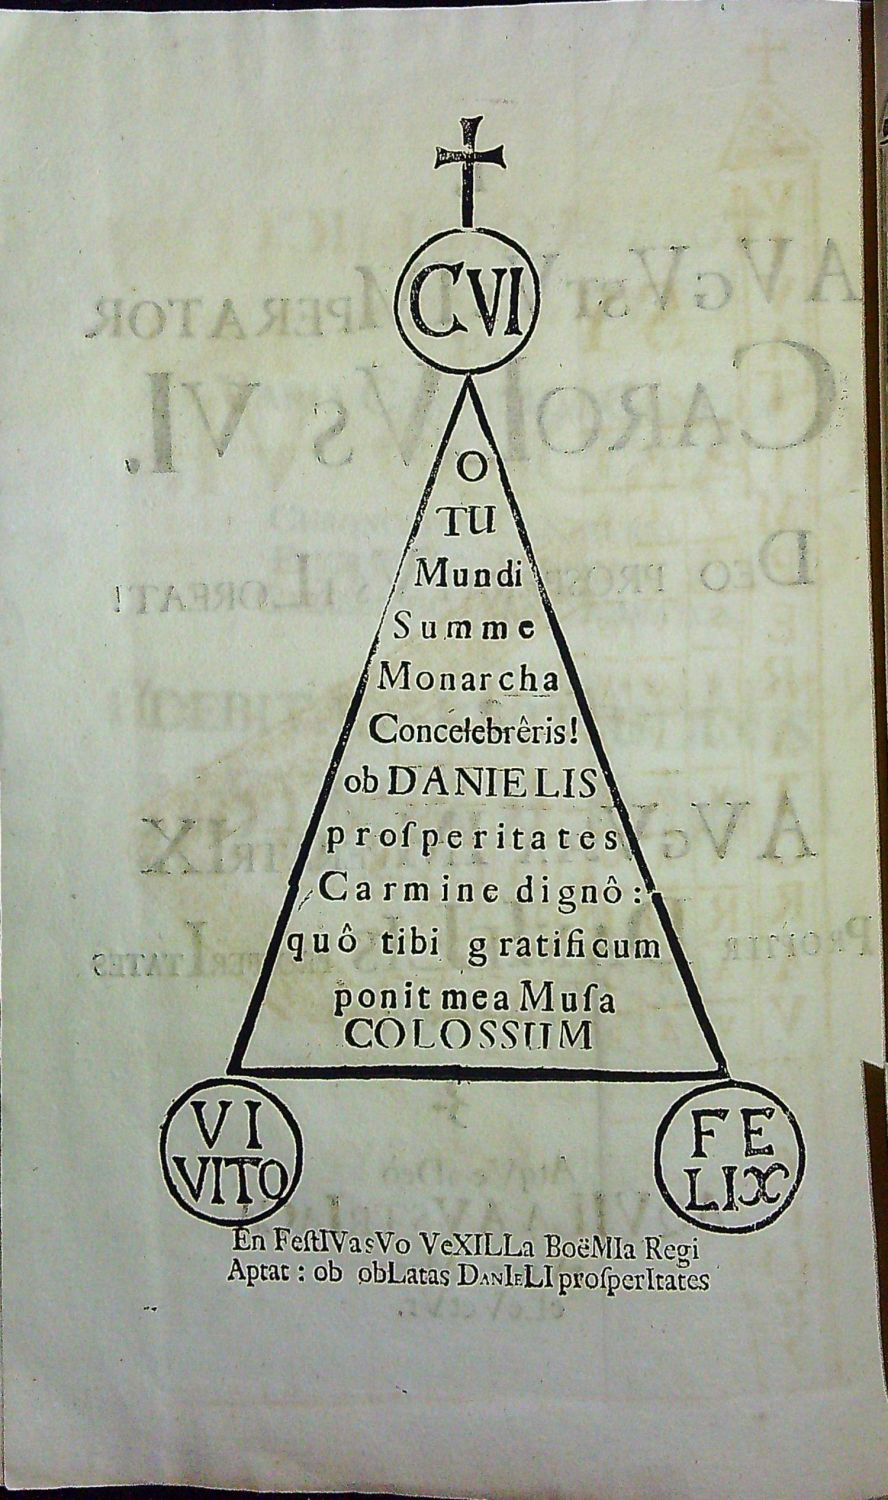 CVI
O
TU
Mundi
Summe
Monarcha
Concelebrêris!
ob DANIELIS
proſperitates
Carmine dignô:
quô tibi gratificum
ponit mea Muſa
COLOSSUM
VI
VITO
FE
LIX
En FeſtIVa sVo VeXILLa BoëMIa Regi
Aptat: ob obLatas DANIELI proſperItates